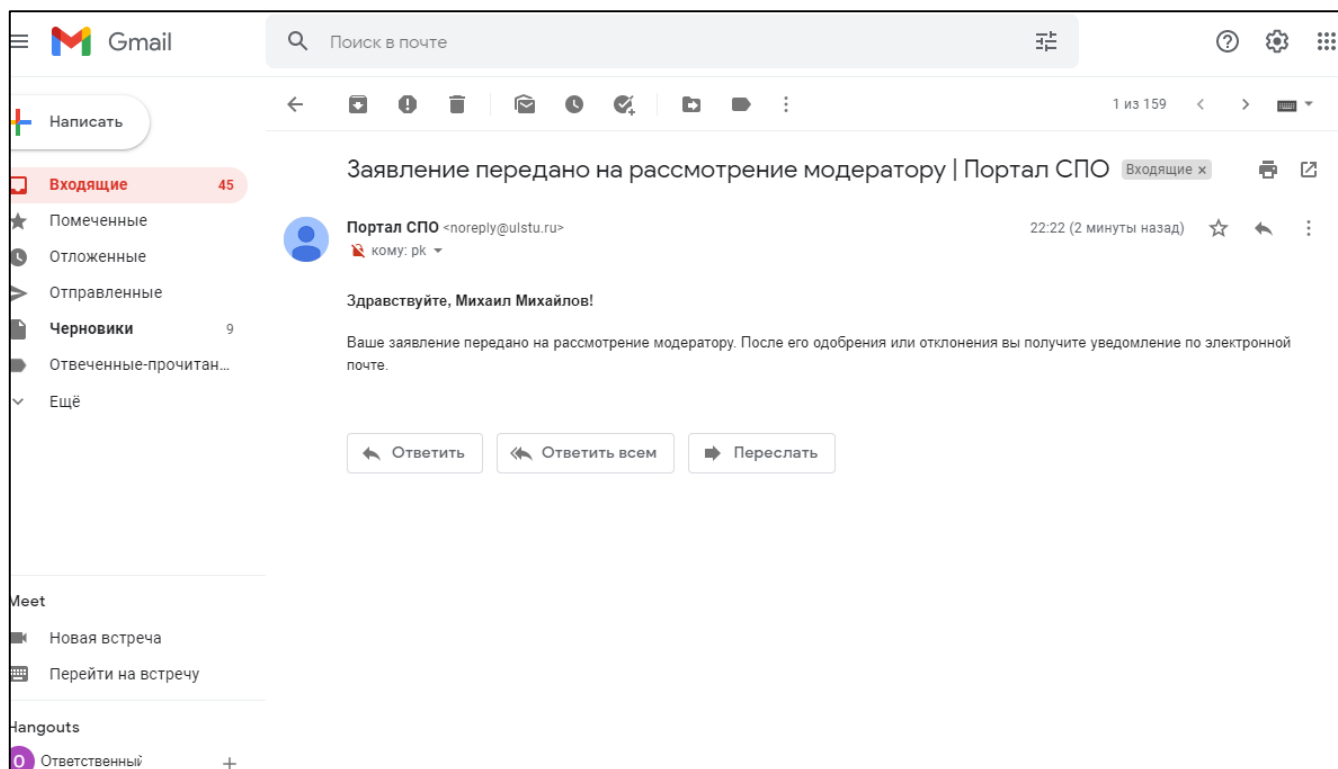 Gmail
Поиск в почте
Написать
1 из 159
Входящие 45
Помеченные
Отложенные
Отправленные
Черновики 9
Отвеченные-прочитан...
Ещё
Заявление передано на рассмотрение модератору | Портал СПО Входящие x
Портал СПО <noreply@ulstu.ru> 22:22 (2 минуты назад)
кому: pk
Здравствуйте, Михаил Михайлов!
Ваше заявление передано на рассмотрение модератору. После его одобрения или отклонения вы получите уведомление по электронной
почте.
Ответить Ответить всем Переслать
Meet
Новая встреча
Перейти на встречу
Hangouts
О Ответственный +